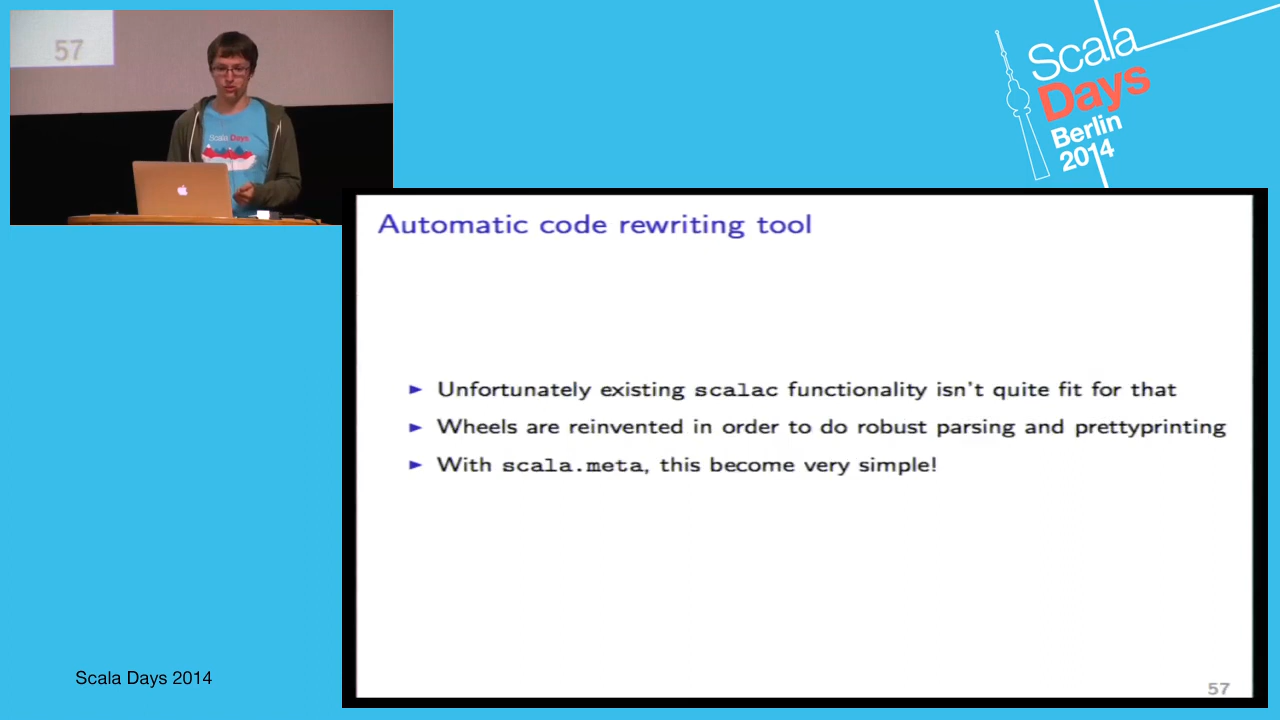 57
Scala Days
Scala
Days
Berlin
2014
Automatic code rewriting tool
Unfortunately existing scalac functionality isn't quite fit for that
Wheels are reinvented in order to do robust parsing and prettyprinting
With scala.meta, this become very simple!
57
Scala Days 2014